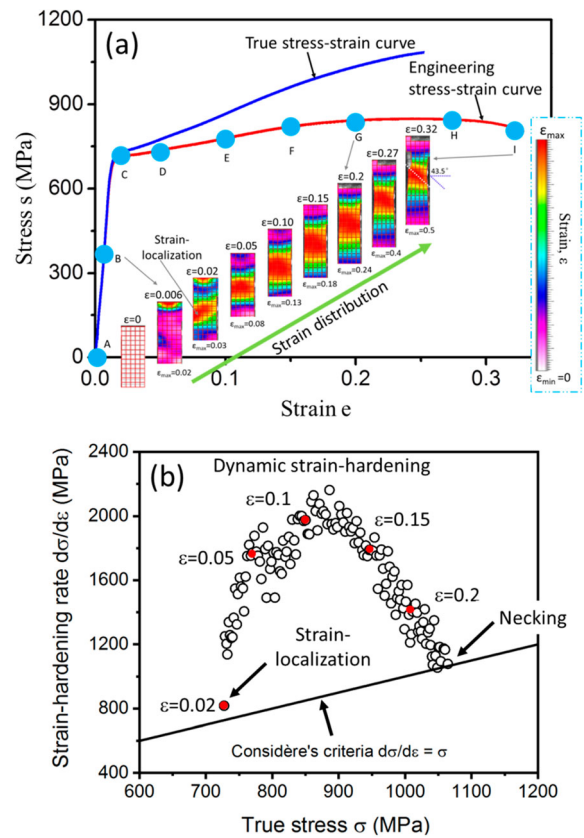 (a)
True stress-strain curve
Engineering
stress-strain
curve
Stress s (MPa)
1200
900
600
300
0
A
B
C
D
E
F
G
H
I
Strain-
localization
ε=0
ε=0.006
ε=0.02
ε=0.05
ε=0.10
ε=0.15
ε=0.2
ε=0.27
ε=0.32
εmax=0.02
εmax=0.03
εmax=0.08
εmax=0.13
εmax=0.18
εmax=0.24
εmax=0.4
εmax=0.5
43.5°
Strain distribution
εmax
Strain, ε
εmin=0
0.0
0.1
0.2
0.3
Strain e
(b)
Dynamic strain-hardening
Strain-hardening rate dσ/dε (MPa)
2400
2000
1600
1200
800
400
ε=0.1
ε=0.15
ε=0.05
ε=0.2
Necking
Strain-
localization
ε=0.02
Considère's criteria dσ/dε = σ
600
700
800
900
1000
1100
1200
True stress σ (MPa)